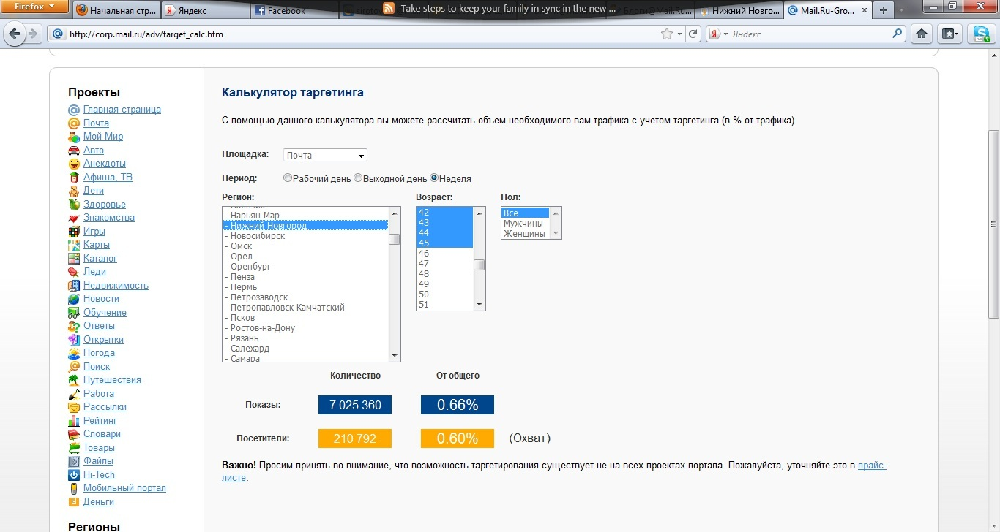 Firefox
Начальная стр...
Яндекс
Facebook
Take steps to keep your family in sync in the new ...
Нижний Новго...
Mail.Ru-Gro...
http://corp.mail.ru/adv/target_calc.htm
Яндекс
Проекты
Главная страница
Почта
Мой Мир
Авто
Анекдоты
Афиша, ТВ
Дети
Здоровье
Знакомства
Игры
Карты
Каталог
Леди
Недвижимость
Новости
Обучение
Ответы
Открытки
Погода
Поиск
Путешествия
Работа
Рассылки
Рейтинг
Словари
Товары
Файлы
Hi-Tech
Мобильный портал
Деньги
Регионы
Калькулятор таргетинга
С помощью данного калькулятора вы можете рассчитать объем необходимого вам трафика с учетом таргетинга (в % от трафика)
Площадка: Почта
Период: Рабочий день Выходной день Неделя
Регион:
- Нальчик
- Нарьян-Мар
- Нижний Новгород
- Новосибирск
- Омск
- Орел
- Оренбург
- Пенза
- Пермь
- Петрозаводск
- Петропавловск-Камчатский
- Псков
- Ростов-на-Дону
- Рязань
- Салехард
- Самара
Возраст:
42
43
44
45
46
47
48
49
50
51
Пол:
Все
Мужчины
Женщины
Количество От общего
Показы: 7 025 360 0.66%
Посетители: 210 792 0.60% (Охват)
Важно! Просим принять во внимание, что возможность таргетирования существует не на всех проектах портала. Пожалуйста, уточняйте это в прайс-
листе.